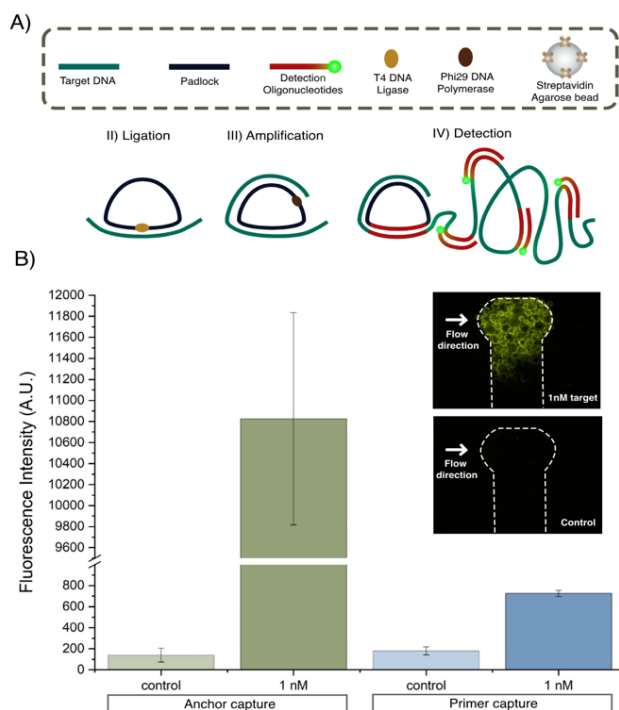 A)
Target DNA
Padlock
Detection
Oligonucleotides
T4 DNA
Ligase
Phi29 DNA
Polymerase
Streptavidin
Agarose bead
II) Ligation
III) Amplification
IV) Detection
B)
Fluorescence Intensity (A.U.)
12000
11800
11600
11400
11200
11000
10800
10600
10400
10200
10000
9800
9600
800
600
400
200
0
Flow
direction
1nM target
Flow
direction
Control
control
1 nM
control
1 nM
Anchor capture
Primer capture